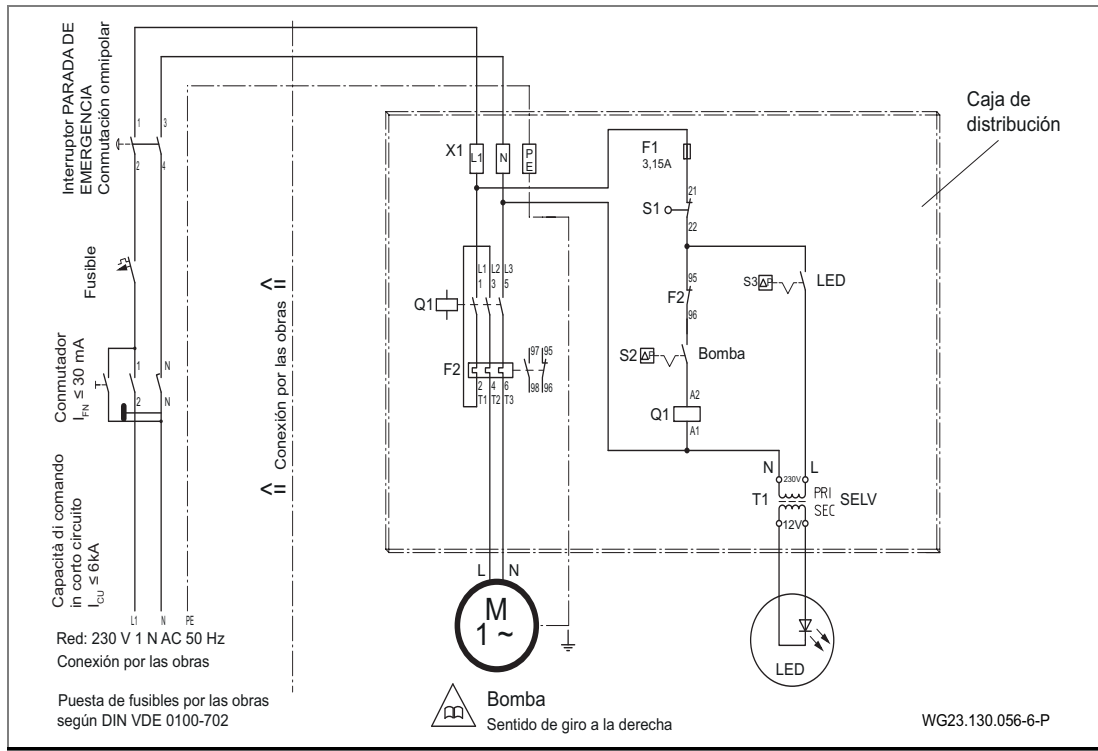 Interruptor PARADA DE
EMERGENCIA
Conmutación omnipolar
1
3
2
4
Fusible
Conmutador
I_FN ≤ 30 mA
1
N
2
N
Capacità di comando
in corto circuito
I_CU ≤ 6kA
L1
N
PE
Red: 230 V 1 N AC 50 Hz
Conexión por las obras
Puesta de fusibles por las obras
según DIN VDE 0100-702
<= Conexión por las obras <=
Caja de
distribución
X1
L1
N
PE
F1
3,15A
21
S1
22
L1 L2 L3
1 3 5
Q1
F2
97 95
98 96
2 4 6
T1 T2 T3
95
F2
96
S3
LED
S2
Bomba
A2
Q1
A1
N
L
230V
T1
PRI
SEC
SELV
12V
L
N
M
1 ~
LED
Bomba
Sentido de giro a la derecha
WG23.130.056-6-P